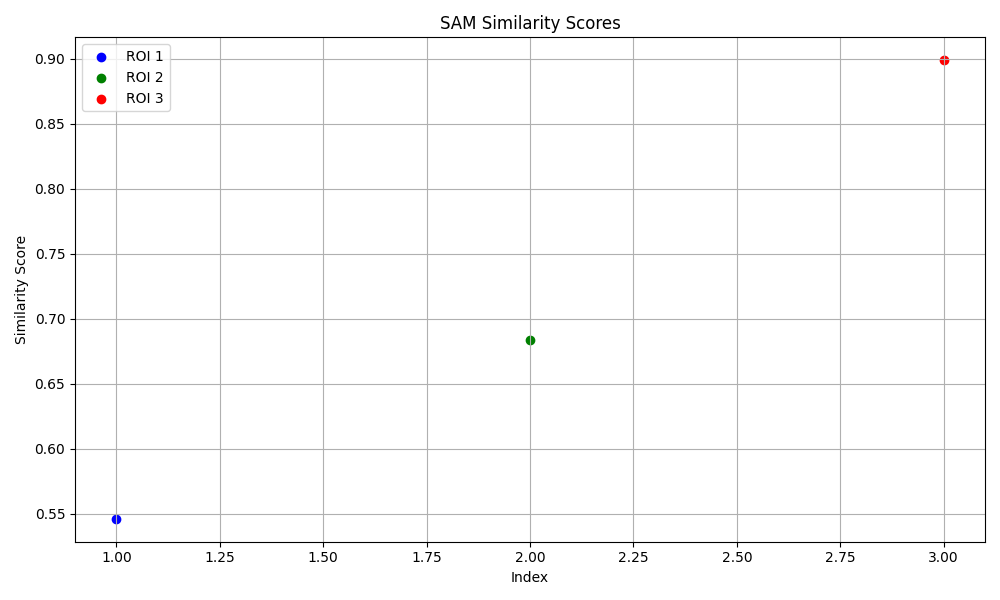 SAM Similarity Scores
ROI 1
ROI 2
ROI 3
Similarity Score
0.90
0.85
0.80
0.75
0.70
0.65
0.60
0.55
1.00 1.25 1.50 1.75 2.00 2.25 2.50 2.75 3.00
Index